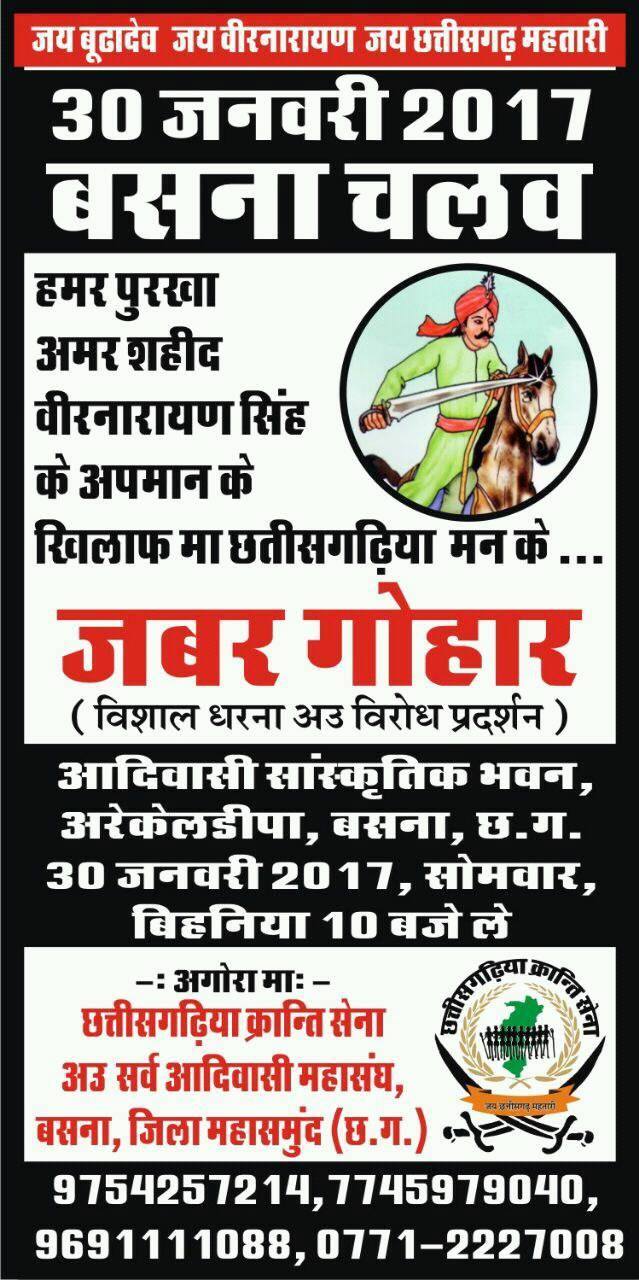 जय बूढादेव जय वीरनारायण जय छत्तीसगढ़ महतारी
30 जनवरी 2017
बसना चलव
हमर पुरखा
अमर शहीद
वीरनारायण सिंह
के अपमान के
खिलाफ मा छतीसगढ़िया मन के ...
जबर गोहार
( विशाल धरना अउ विरोध प्रदर्शन )
आदिवासी सांस्कृतिक भवन,
अरेकेलडीपा, बसना, छ.ग.
30 जनवरी 2017, सोमवार,
बिहनिया 10 बजे ले
-: अगोरा मा: -
छत्तीसगढ़िया क्रान्ति सेना
अउ सर्व आदिवासी महासंघ,
बसना, जिला महासमुंद (छ.ग.)
छत्तीसगढ़िया क्रान्ति सेना
जय छत्तीसगढ़ महतारी
9754257214,7745979040,
9691111088, 0771-2227008